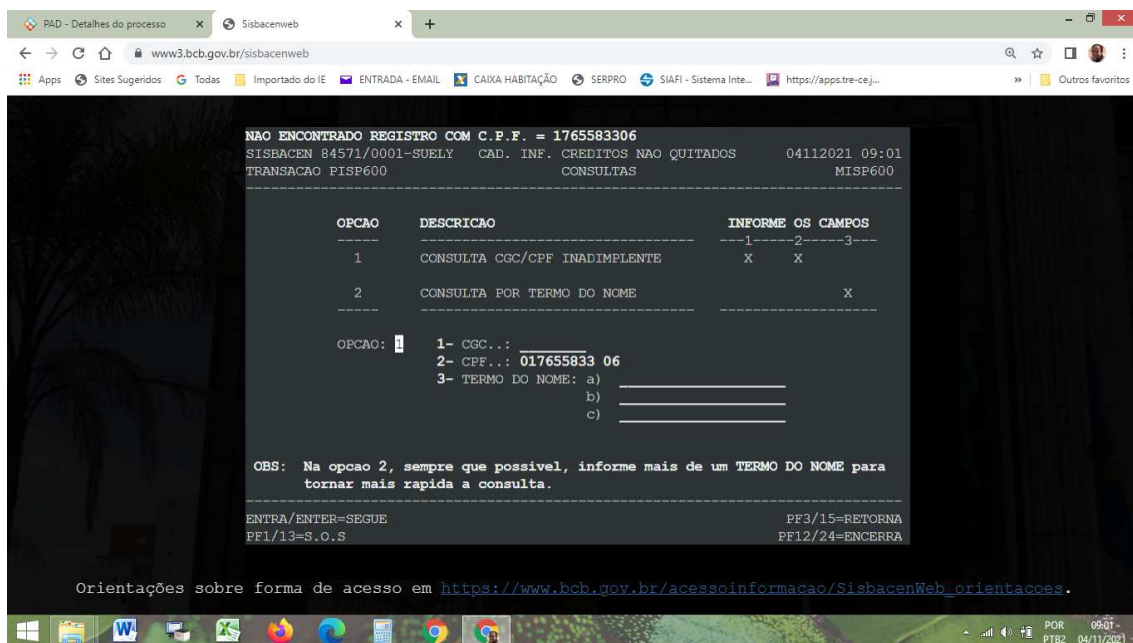 PAD - Detalhes do processo
Sisbacenweb
www3.bcb.gov.br/sisbacenweb
Apps Sites Sugeridos Todas Importado do IE ENTRADA - EMAIL CAIXA HABITAÇÃO SERPRO SIAFI - Sistema Inte... https://apps.tre-ce.j... » Outros favoritos
NAO ENCONTRADO REGISTRO COM C.P.F. = 1765583306
SISBACEN 84571/0001-SUELY CAD. INF. CREDITOS NAO QUITADOS 04112021 09:01
TRANSACAO PISP600 CONSULTAS MISP600
OPCAO DESCRICAO INFORME OS CAMPOS
---1-----2-----3---
1 CONSULTA CGC/CPF INADIMPLENTE X X
2 CONSULTA POR TERMO DO NOME X
OPCAO: 1 1- CGC..:
2- CPF..: 017655833 06
3- TERMO DO NOME: a)
b)
c)
OBS: Na opcao 2, sempre que possivel, informe mais de um TERMO DO NOME para
tornar mais rapida a consulta.
ENTRA/ENTER=SEGUE PF3/15=RETORNA
PF1/13=S.O.S PF12/24=ENCERRA
Orientações sobre forma de acesso em https://www.bcb.gov.br/acessoinformacao/SisbacenWeb_orientacoes.
POR 09:01
PTB2 04/11/2021